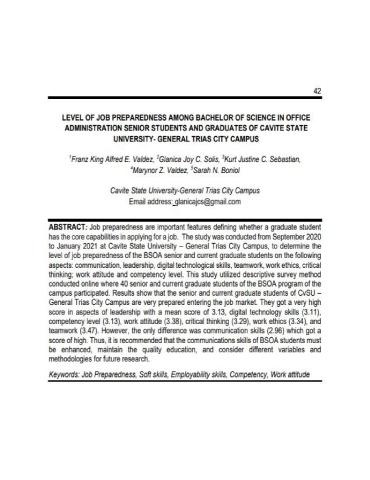 42
LEVEL OF JOB PREPAREDNESS AMONG BACHELOR OF SCIENCE IN OFFICE
ADMINISTRATION SENIOR STUDENTS AND GRADUATES OF CAVITE STATE
UNIVERSITY- GENERAL TRIAS CITY CAMPUS
1Franz King Alfred E. Valdez, 2Glanica Joy C. Solis, 3Kurt Justine C. Sebastian,
4Marynor Z. Valdez, 5Sarah N. Boniol
Cavite State University-General Trias City Campus
Email address: glanicajcs@gmail.com
ABSTRACT: Job preparedness are important features defining whether a graduate student
has the core capabilities in applying for a job. The study was conducted from September 2020
to January 2021 at Cavite State University – General Trias City Campus, to determine the
level of job preparedness of the BSOA senior and current graduate students on the following
aspects: communication, leadership, digital technological skills, teamwork, work ethics, critical
thinking; work attitude and competency level. This study utilized descriptive survey method
conducted online where 40 senior and current graduate students of the BSOA program of the
campus participated. Results show that the senior and current graduate students of CvSU –
General Trias City Campus are very prepared entering the job market. They got a very high
score in aspects of leadership with a mean score of 3.13, digital technology skills (3.11),
competency level (3.13), work attitude (3.38), critical thinking (3.29), work ethics (3.34), and
teamwork (3.47). However, the only difference was communication skills (2.96) which got a
score of high. Thus, it is recommended that the communications skills of BSOA students must
be enhanced, maintain the quality education, and consider different variables and
methodologies for future research.
Keywords: Job Preparedness, Soft skills, Employability skills, Competency, Work attitude